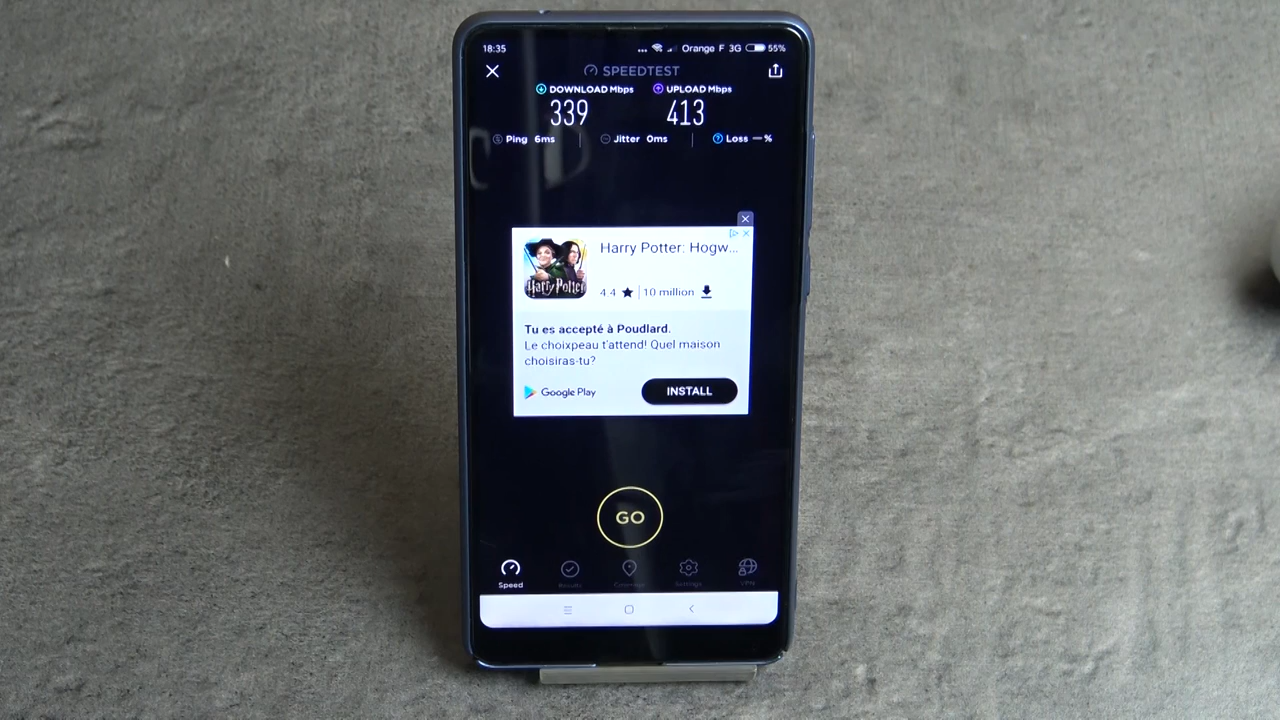 18:35 ... Orange F 3G 55%
SPEEDTEST
DOWNLOAD Mbps UPLOAD Mbps
339 413
Ping 6ms Jitter 0ms Loss — %
Harry Potter: Hogw...
Harry Potter
4.4 ★ 10 million
Tu es accepté à Poudlard.
Le choixpeau t'attend! Quel maison
choisiras-tu?
Google Play INSTALL
GO
Speed Results Settings VPN